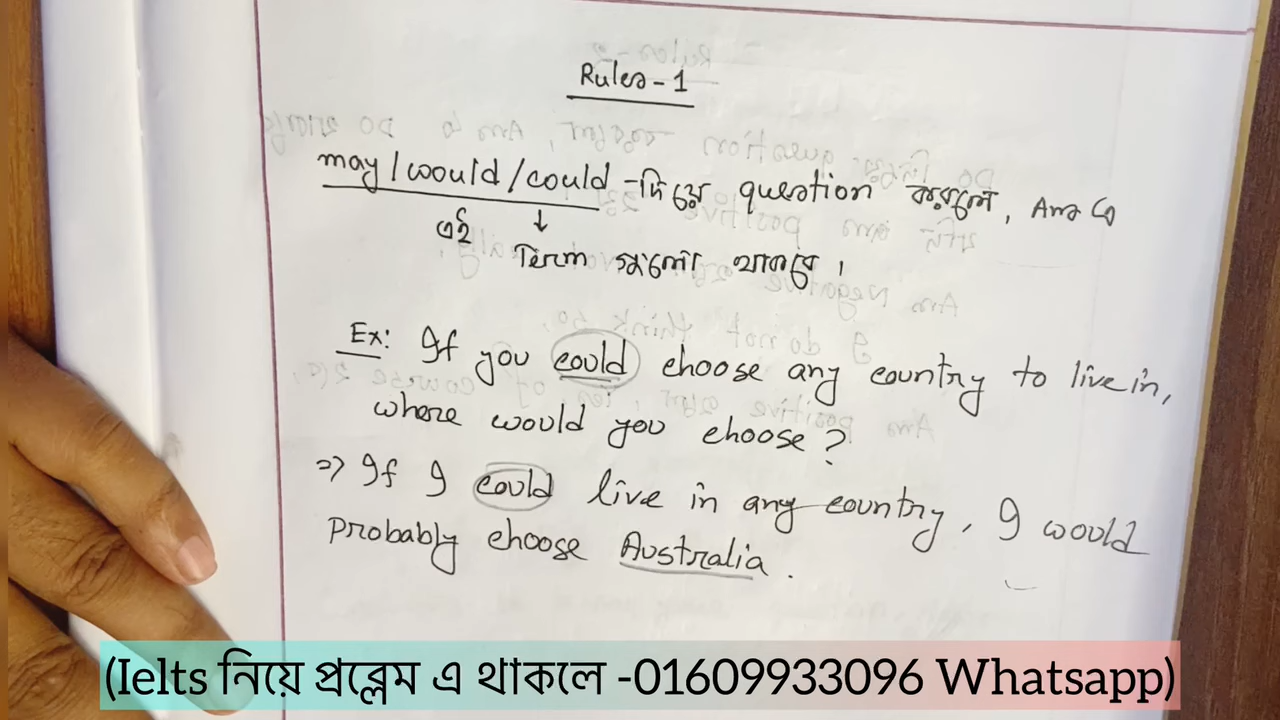 Rules-1
may/would/could -দিয়ে question করলে, Ans এ
এই ↓
Term গুলো থাকবে।
Ex: If you could choose any country to live in,
where would you choose?
=> If I could live in any country, I would
probably choose Australia.
(Ielts নিয়ে প্রব্লেম এ থাকলে -01609933096 Whatsapp)